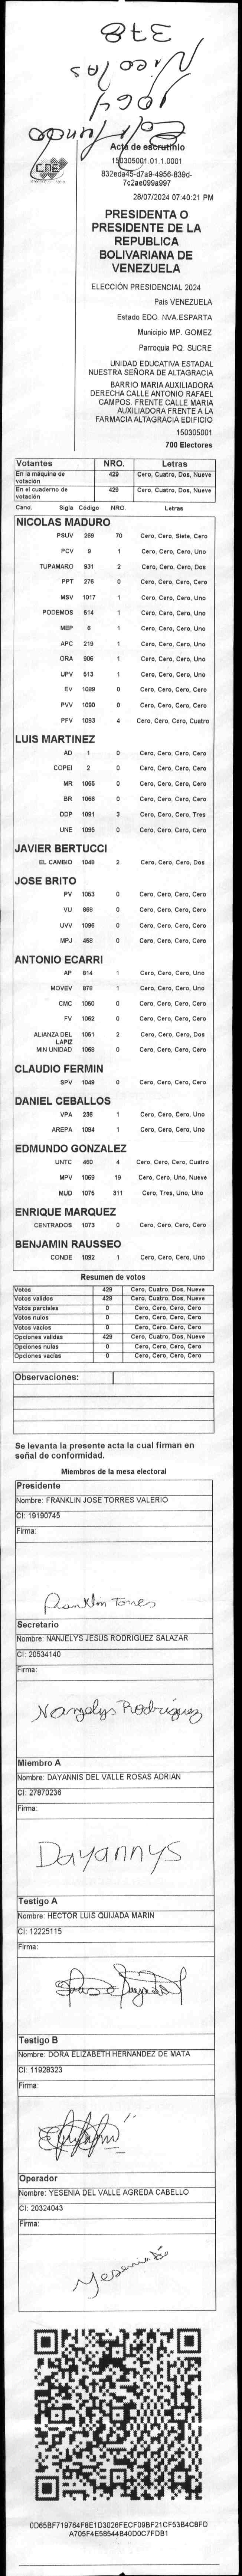 378
Nicolas
CNE
Acta de escrutinio
150305001.01.1.0001
832eda45-d7a9-4956-839d-
7c2ae099a997
28/07/2024 07:40:21 PM
PRESIDENTA O
PRESIDENTE DE LA
REPUBLICA
BOLIVARIANA DE
VENEZUELA
ELECCIÓN PRESIDENCIAL 2024
Pais VENEZUELA
Estado EDO. NVA.ESPARTA
Municipio MP. GOMEZ
Parroquia PQ. SUCRE
UNIDAD EDUCATIVA ESTADAL
NUESTRA SEÑORA DE ALTAGRACIA
BARRIO MARIA AUXILIADORA
DERECHA CALLE ANTONIO RAFAEL
CAMPOS. FRENTE CALLE MARIA
AUXILIADORA FRENTE A LA
FARMACIA ALTAGRACIA EDIFICIO
150305001
700 Electores
Votantes NRO. Letras
En la máquina de votación 429 Cero, Cuatro, Dos, Nueve
En el cuaderno de votación 429 Cero, Cuatro, Dos, Nueve
Cand. Sigla Código NRO. Letras
NICOLAS MADURO
PSUV 269 70 Cero, Cero, Siete, Cero
PCV 9 1 Cero, Cero, Cero, Uno
TUPAMARO 931 2 Cero, Cero, Cero, Dos
PPT 276 0 Cero, Cero, Cero, Cero
MSV 1017 1 Cero, Cero, Cero, Uno
PODEMOS 514 1 Cero, Cero, Cero, Uno
MEP 6 1 Cero, Cero, Cero, Uno
APC 219 1 Cero, Cero, Cero, Uno
ORA 906 1 Cero, Cero, Cero, Uno
UPV 513 1 Cero, Cero, Cero, Uno
EV 1089 0 Cero, Cero, Cero, Cero
PVV 1090 0 Cero, Cero, Cero, Cero
PFV 1093 4 Cero, Cero, Cero, Cuatro
LUIS MARTINEZ
AD 1 0 Cero, Cero, Cero, Cero
COPEI 2 0 Cero, Cero, Cero, Cero
MR 1065 0 Cero, Cero, Cero, Cero
BR 1066 0 Cero, Cero, Cero, Cero
DDP 1091 3 Cero, Cero, Cero, Tres
UNE 1095 0 Cero, Cero, Cero, Cero
JAVIER BERTUCCI
EL CAMBIO 1048 2 Cero, Cero, Cero, Dos
JOSE BRITO
PV 1053 0 Cero, Cero, Cero, Cero
VU 868 0 Cero, Cero, Cero, Cero
UVV 1096 0 Cero, Cero, Cero, Cero
MPJ 458 0 Cero, Cero, Cero, Cero
ANTONIO ECARRI
AP 814 1 Cero, Cero, Cero, Uno
MOVEV 878 1 Cero, Cero, Cero, Uno
CMC 1050 0 Cero, Cero, Cero, Cero
FV 1062 0 Cero, Cero, Cero, Cero
ALIANZA DEL LAPIZ 1051 2 Cero, Cero, Cero, Dos
MIN UNIDAD 1058 0 Cero, Cero, Cero, Cero
CLAUDIO FERMIN
SPV 1049 0 Cero, Cero, Cero, Cero
DANIEL CEBALLOS
VPA 236 1 Cero, Cero, Cero, Uno
AREPA 1094 1 Cero, Cero, Cero, Uno
EDMUNDO GONZALEZ
UNTC 460 4 Cero, Cero, Cero, Cuatro
MPV 1069 19 Cero, Cero, Uno, Nueve
MUD 1075 311 Cero, Tres, Uno, Uno
ENRIQUE MARQUEZ
CENTRADOS 1073 0 Cero, Cero, Cero, Cero
BENJAMIN RAUSSEO
CONDE 1092 1 Cero, Cero, Cero, Uno
Resumen de votos
Votos 429 Cero, Cuatro, Dos, Nueve
Votos validos 429 Cero, Cuatro, Dos, Nueve
Votos parciales 0 Cero, Cero, Cero, Cero
Votos nulos 0 Cero, Cero, Cero, Cero
Votos vacios 0 Cero, Cero, Cero, Cero
Opciones validas 429 Cero, Cuatro, Dos, Nueve
Opciones nulas 0 Cero, Cero, Cero, Cero
Opciones vacias 0 Cero, Cero, Cero, Cero
Observaciones:
Se levanta la presente acta la cual firman en
señal de conformidad.
Miembros de la mesa electoral
Presidente
Nombre: FRANKLIN JOSE TORRES VALERIO
CI: 19190745
Firma:
Franklin Torres
Secretario
Nombre: NANJELYS JESUS RODRIGUEZ SALAZAR
CI: 20534140
Firma:
Nanjelys Rodríguez
Miembro A
Nombre: DAYANNIS DEL VALLE ROSAS ADRIAN
CI: 27870236
Firma:
Dayannys
Testigo A
Nombre: HECTOR LUIS QUIJADA MARIN
CI: 12225115
Firma:
Testigo B
Nombre: DORA ELIZABETH HERNANDEZ DE MATA
CI: 11928323
Firma:
Operador
Nombre: YESENIA DEL VALLE AGREDA CABELLO
CI: 20324043
Firma:
Yesenia
0D65BF719764F8E1D3026FECF09BF21CF53B4C8FD
A705F4E58544B40D0C7FDB1